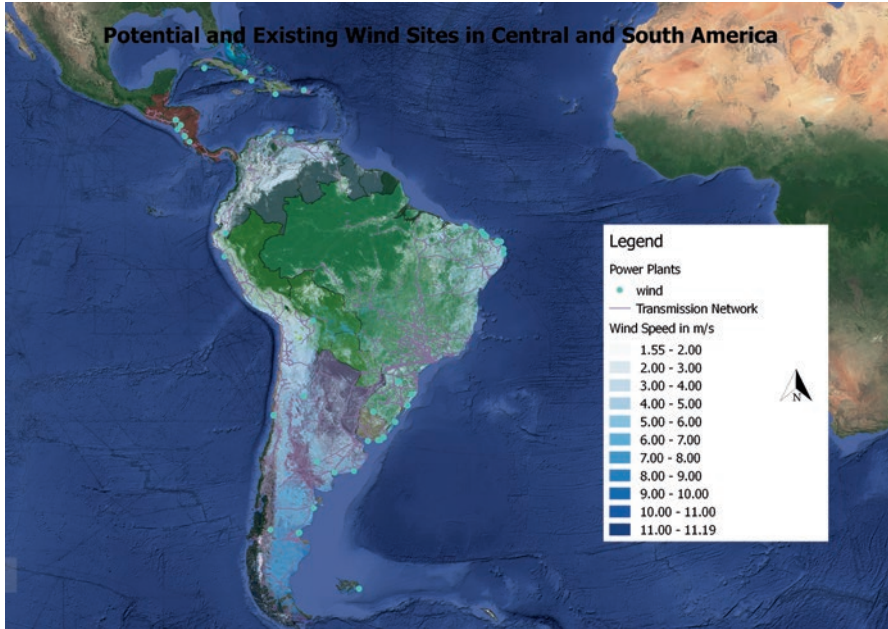 Potential and Existing Wind Sites in Central and South America
Legend
Power Plants
wind
Transmission Network
Wind Speed in m/s
1.55 - 2.00
2.00 - 3.00
3.00 - 4.00
4.00 - 5.00
5.00 - 6.00
6.00 - 7.00
7.00 - 8.00
8.00 - 9.00
9.00 - 10.00
10.00 - 11.00
11.00 - 11.19
N